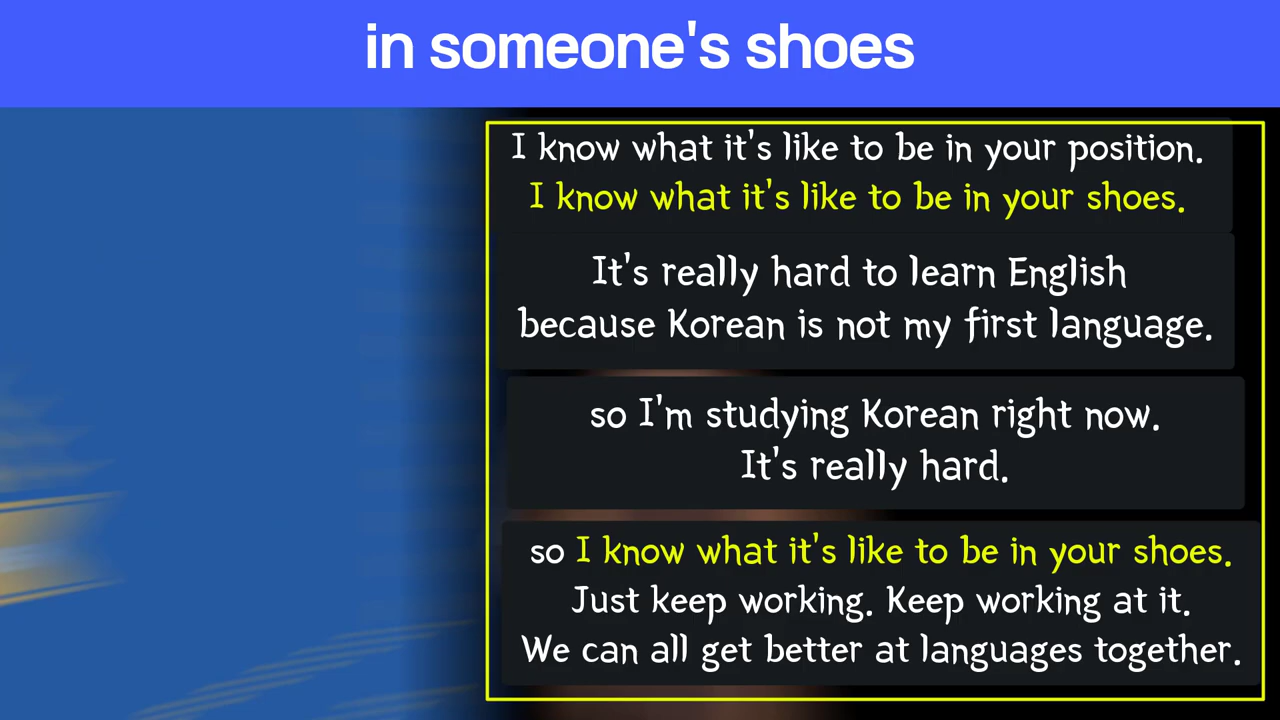 in someone's shoes
I know what it's like to be in your position.
I know what it's like to be in your shoes.
It's really hard to learn English
because Korean is not my first language.
so I'm studying Korean right now.
It's really hard.
so I know what it's like to be in your shoes.
Just keep working. Keep working at it.
We can all get better at languages together.